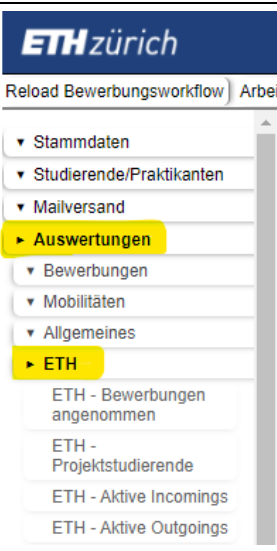 ETH zürich
Reload Bewerbungsworkflow
Stammdaten
Studierende/Praktikanten
Mailversand
Auswertungen
Bewerbungen
Mobilitäten
Allgemeines
ETH
ETH - Bewerbungen
angenommen
ETH -
Projektstudierende
ETH - Aktive Incomings
ETH - Aktive Outgoings